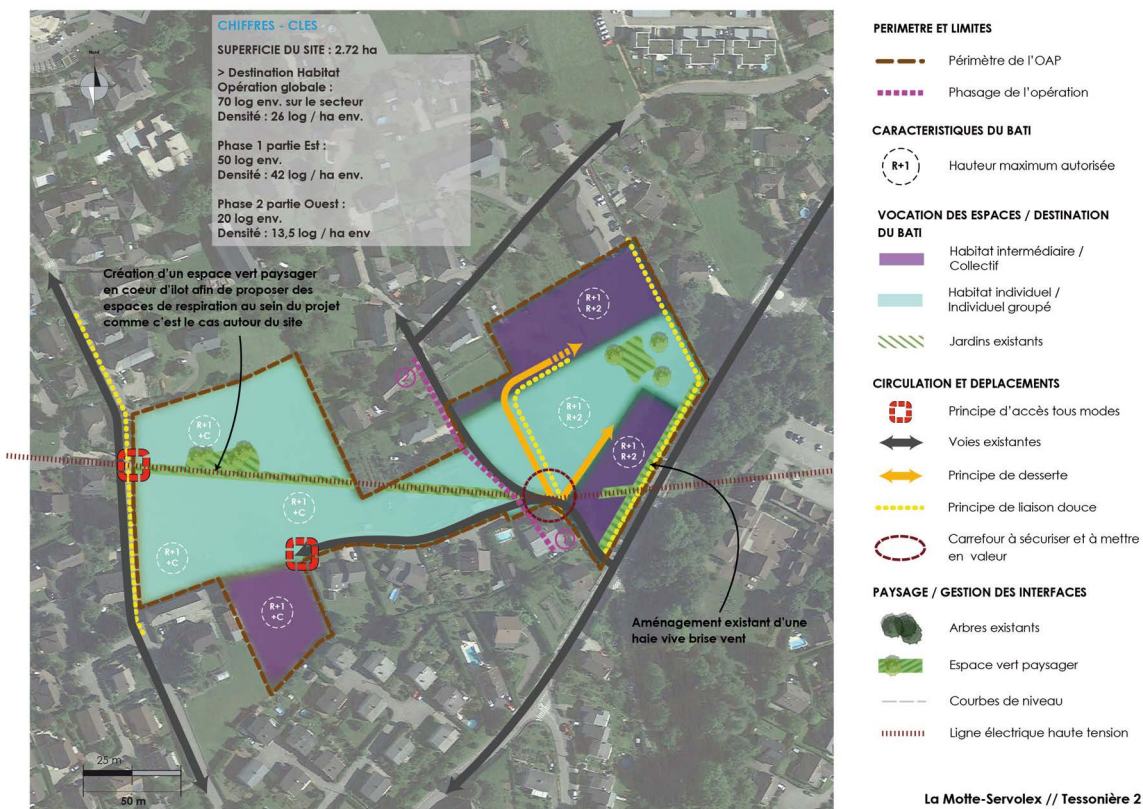 Nord
CHIFFRES - CLES
SUPERFICIE DU SITE : 2.72 ha
> Destination Habitat
Opération globale :
70 log env. sur le secteur
Densité : 26 log / ha env.
Phase 1 partie Est :
50 log env.
Densité : 42 log / ha env.
Phase 2 partie Ouest :
20 log env.
Densité : 13,5 log / ha env
Création d'un espace vert paysager
en coeur d'ilot afin de proposer des
espaces de respiration au sein du projet
comme c'est le cas autour du site
R+1
R+2
R+1
R+2
R+1
R+2
R+1
+C
R+1
+C
R+1
+C
R+1
+C
2
1
Aménagement existant d'une
haie vive brise vent
25 m
50 m
PERIMETRE ET LIMITES
Périmètre de l'OAP
Phasage de l'opération
CARACTERISTIQUES DU BATI
R+1
Hauteur maximum autorisée
VOCATION DES ESPACES / DESTINATION
DU BATI
Habitat intermédiaire /
Collectif
Habitat individuel /
Individuel groupé
Jardins existants
CIRCULATION ET DEPLACEMENTS
Principe d'accès tous modes
Voies existantes
Principe de desserte
Principe de liaison douce
Carrefour à sécuriser et à mettre
en valeur
PAYSAGE / GESTION DES INTERFACES
Arbres existants
Espace vert paysager
Courbes de niveau
Ligne électrique haute tension
La Motte-Servolex // Tessonière 2